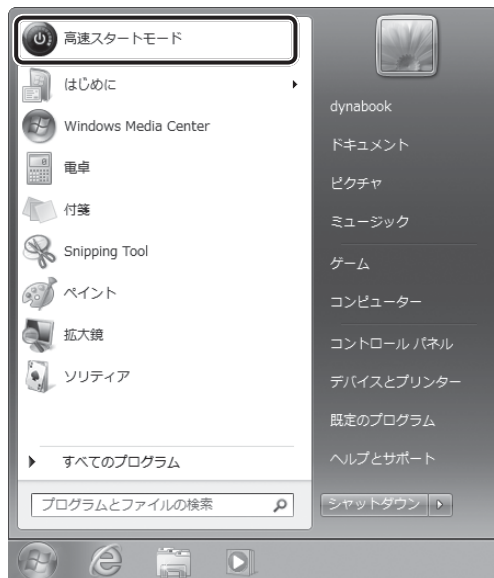 高速スタートモード
はじめに
Windows Media Center
電卓
付箋
Snipping Tool
ペイント
拡大鏡
ソリティア
すべてのプログラム
プログラムとファイルの検索
dynabook
ドキュメント
ピクチャ
ミュージック
ゲーム
コンピューター
コントロール パネル
デバイスとプリンター
既定のプログラム
ヘルプとサポート
シャットダウン